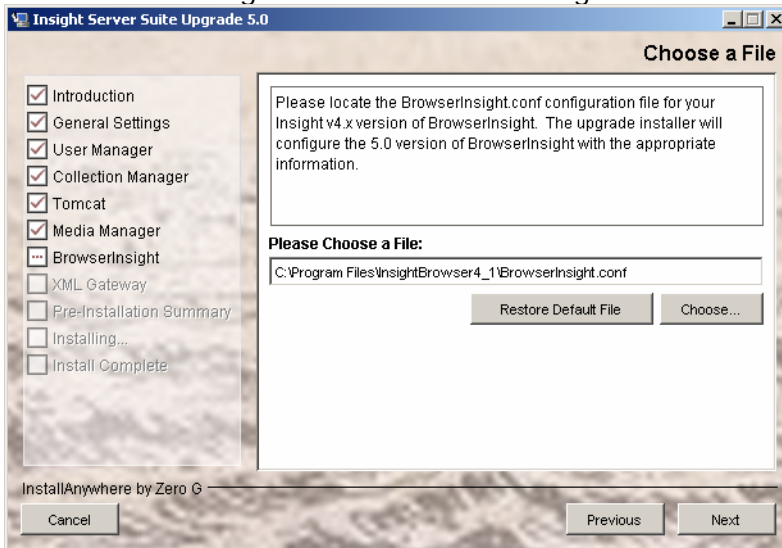 Insight Server Suite Upgrade 5.0
Choose a File
Introduction
General Settings
User Manager
Collection Manager
Tomcat
Media Manager
BrowserInsight
XML Gateway
Pre-Installation Summary
Installing...
Install Complete
Please locate the BrowserInsight.conf configuration file for your
Insight v4.x version of BrowserInsight. The upgrade installer will
configure the 5.0 version of BrowserInsight with the appropriate
information.
Please Choose a File:
C:\Program Files\InsightBrowser4_1\BrowserInsight.conf
Restore Default File
Choose...
InstallAnywhere by Zero G
Cancel
Previous
Next